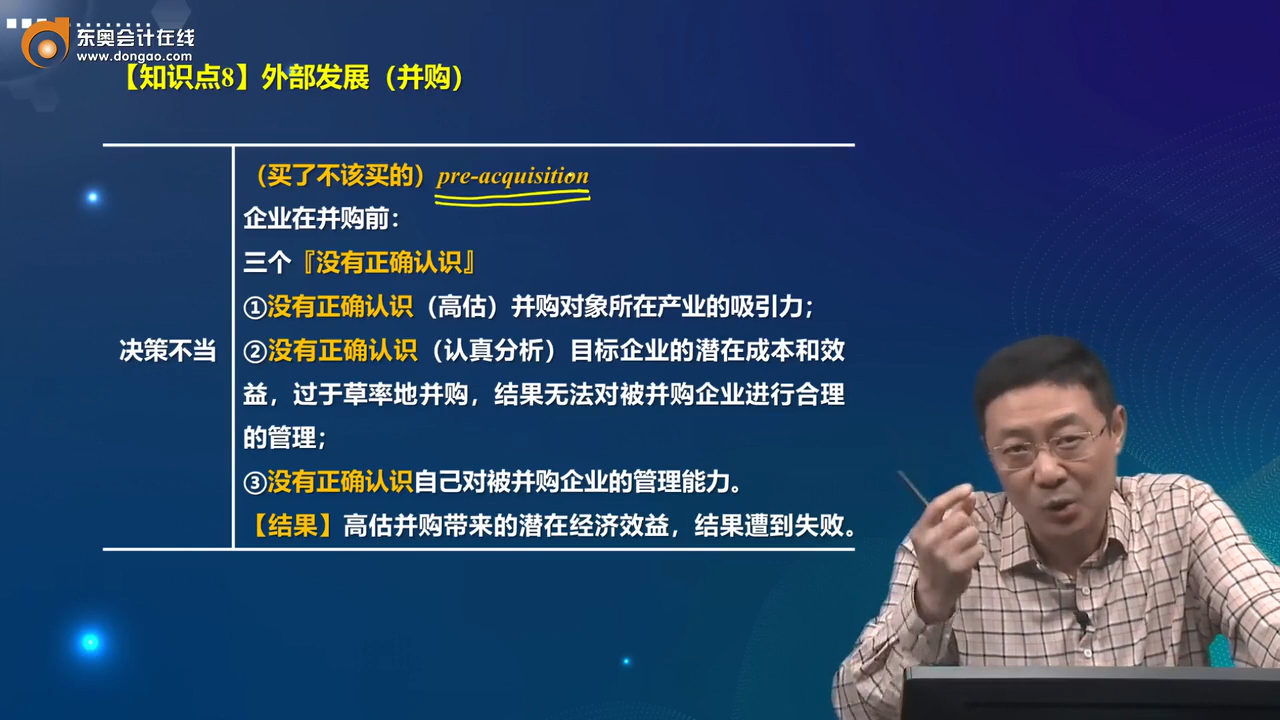 东奥会计在线
www.dongao.com
【知识点8】外部发展（并购）
（买了不该买的）pre-acquisition
企业在并购前：
三个『没有正确认识』
①没有正确认识（高估）并购对象所在产业的吸引力；
决策不当
②没有正确认识（认真分析）目标企业的潜在成本和效
益，过于草率地并购，结果无法对被并购企业进行合理
的管理；
③没有正确认识自己对被并购企业的管理能力。
【结果】高估并购带来的潜在经济效益，结果遭到失败。